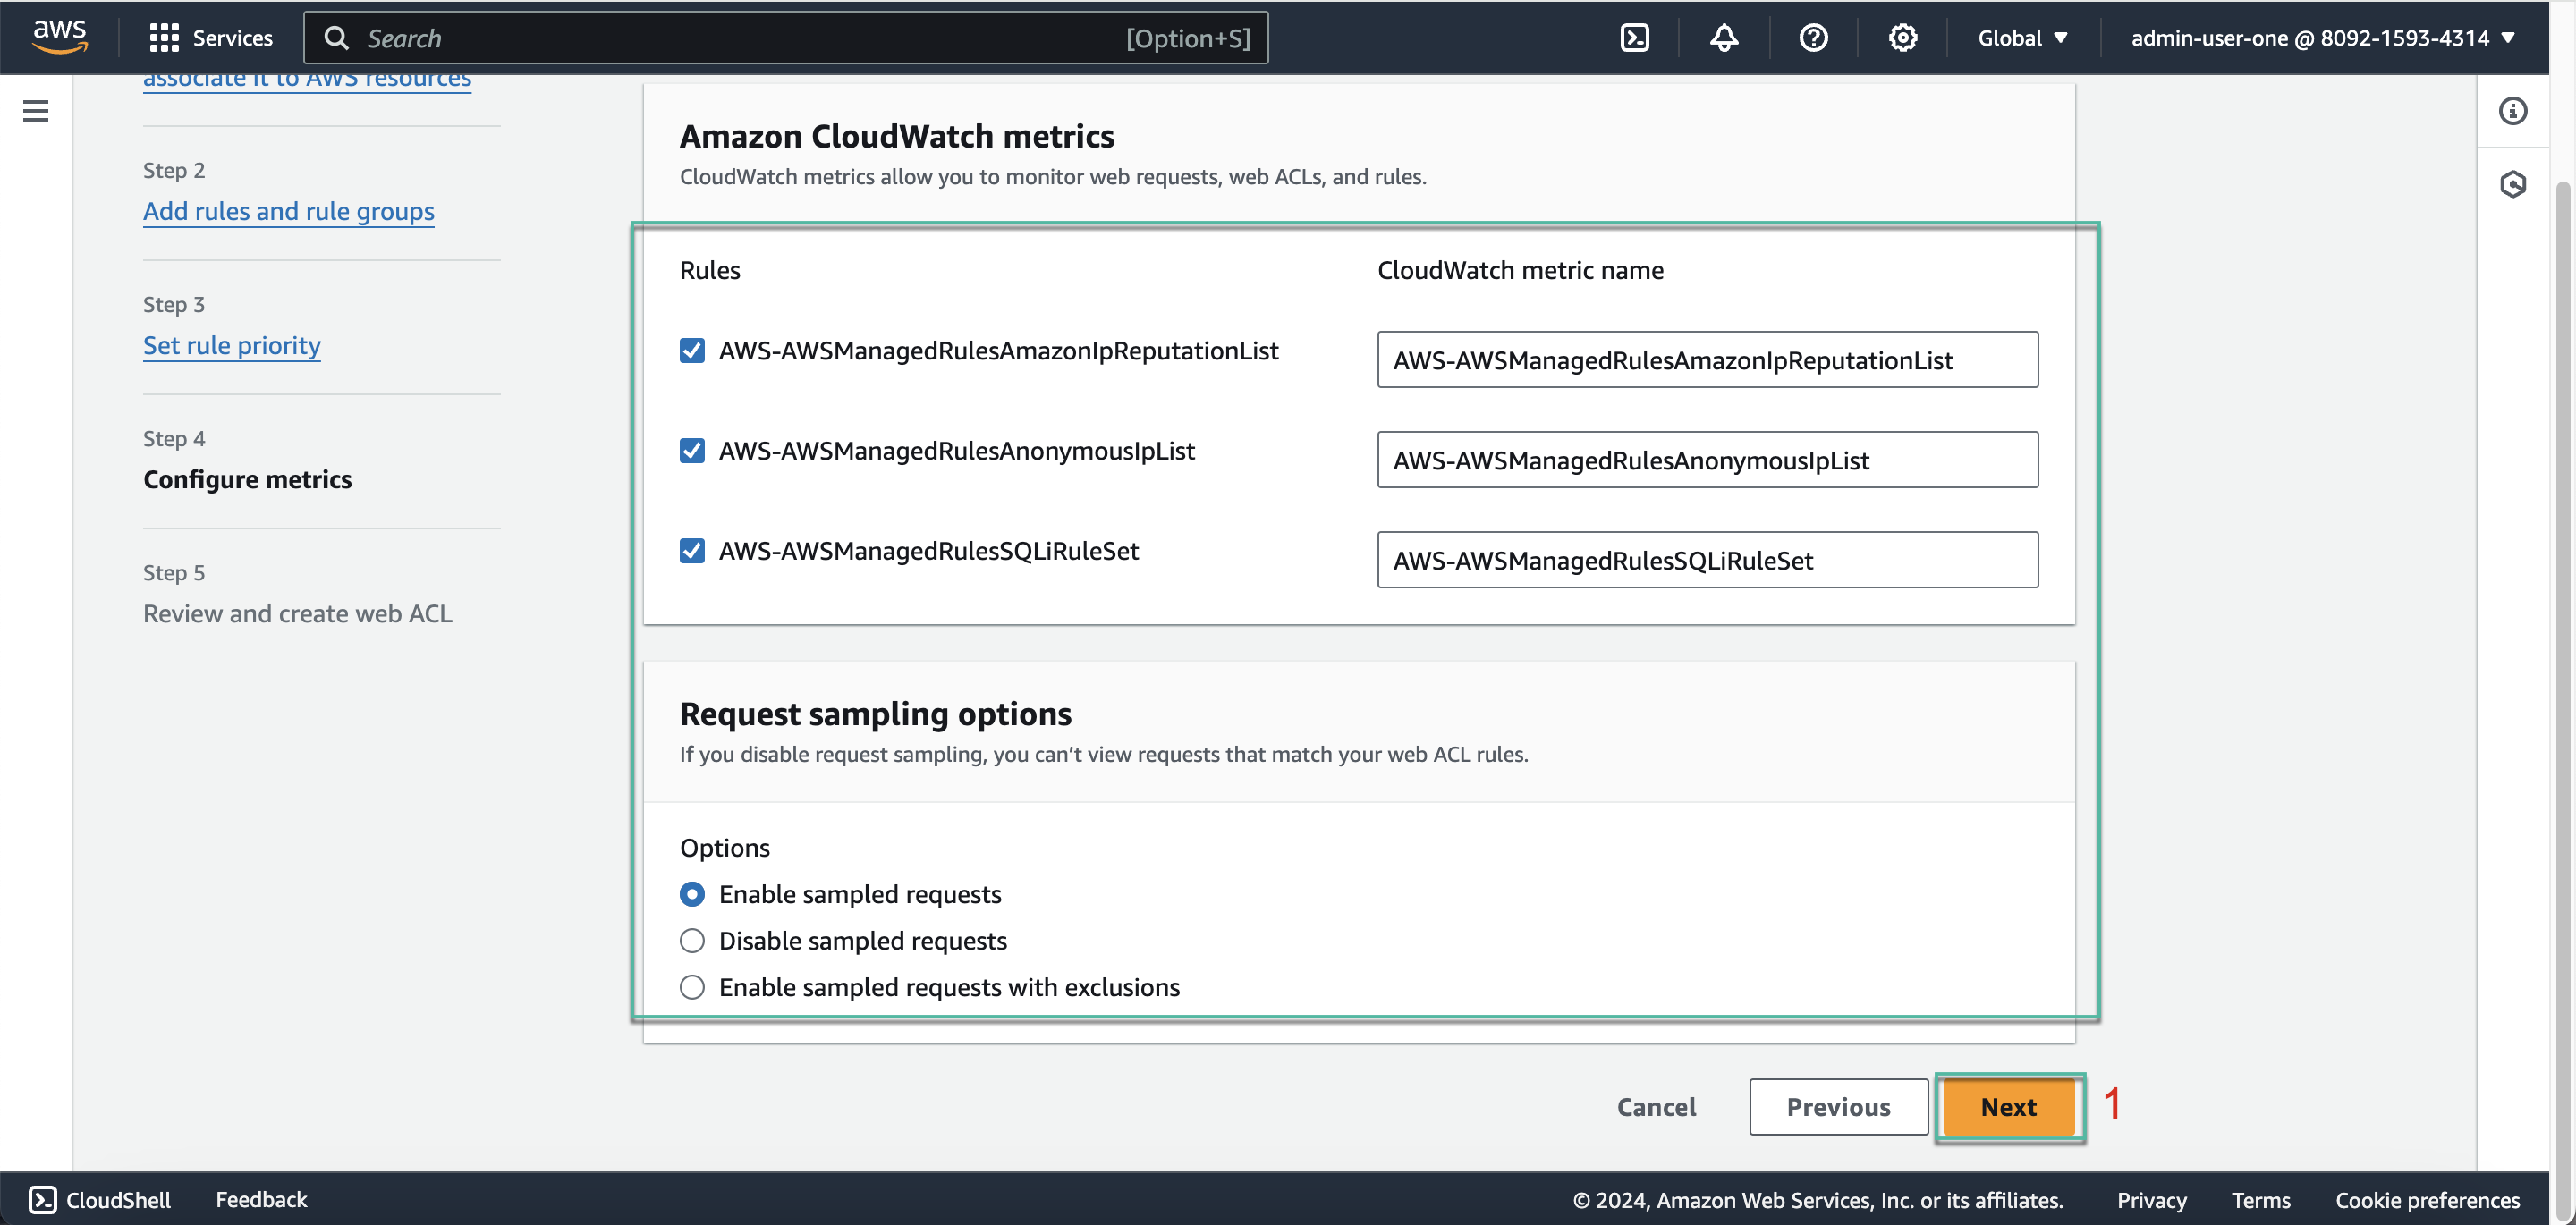 aws
Services
Search
[Option+S]
Global
admin-user-one @ 8092-1593-4314
associate it to AWS resources
Step 2
Add rules and rule groups
Step 3
Set rule priority
Step 4
Configure metrics
Step 5
Review and create web ACL
Amazon CloudWatch metrics
CloudWatch metrics allow you to monitor web requests, web ACLs, and rules.
Rules
CloudWatch metric name
AWS-AWSManagedRulesAmazonIpReputationList
AWS-AWSManagedRulesAmazonIpReputationList
AWS-AWSManagedRulesAnonymousIpList
AWS-AWSManagedRulesAnonymousIpList
AWS-AWSManagedRulesSQLiRuleSet
AWS-AWSManagedRulesSQLiRuleSet
Request sampling options
If you disable request sampling, you can’t view requests that match your web ACL rules.
Options
Enable sampled requests
Disable sampled requests
Enable sampled requests with exclusions
Cancel
Previous
Next
1
CloudShell
Feedback
© 2024, Amazon Web Services, Inc. or its affiliates.
Privacy
Terms
Cookie preferences